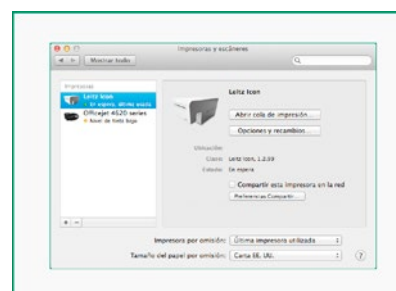 Impresoras y escáneres
Mostrar todo
Impresoras
Leitz Icon
En espera, última usada
Officejet 4620 series
Nivel de tinta bajo
Leitz Icon
Abrir cola de impresión...
Opciones y recambios...
Ubicación:
Clase: Leitz Icon, 1.2.59
Estado: En espera
Compartir esta impresora en la red
Preferencias Compartir...
+ −
Impresora por omisión: Última impresora utilizada
Tamaño del papel por omisión: Carta EE. UU.
?